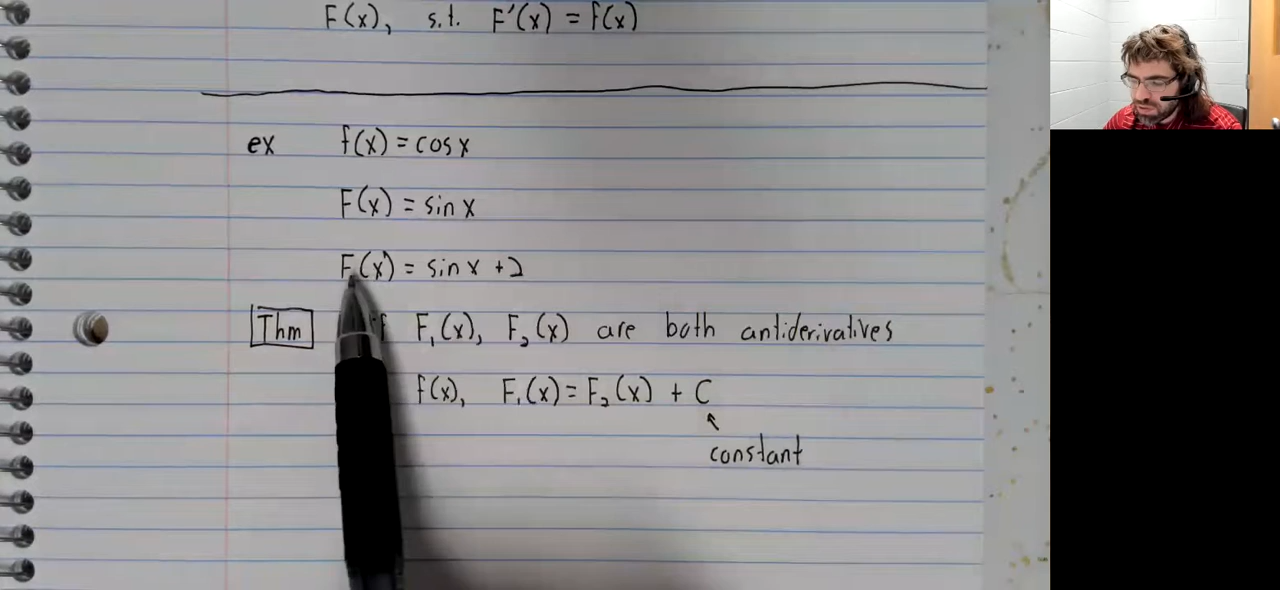 F(x), s.t. F'(x) = f(x)
ex f(x) = cos x
F(x) = sin x
F(x) = sin x + 2
Thm F₁(x), F₂(x) are both antiderivatives
f(x), F₁(x) = F₂(x) + C
constant